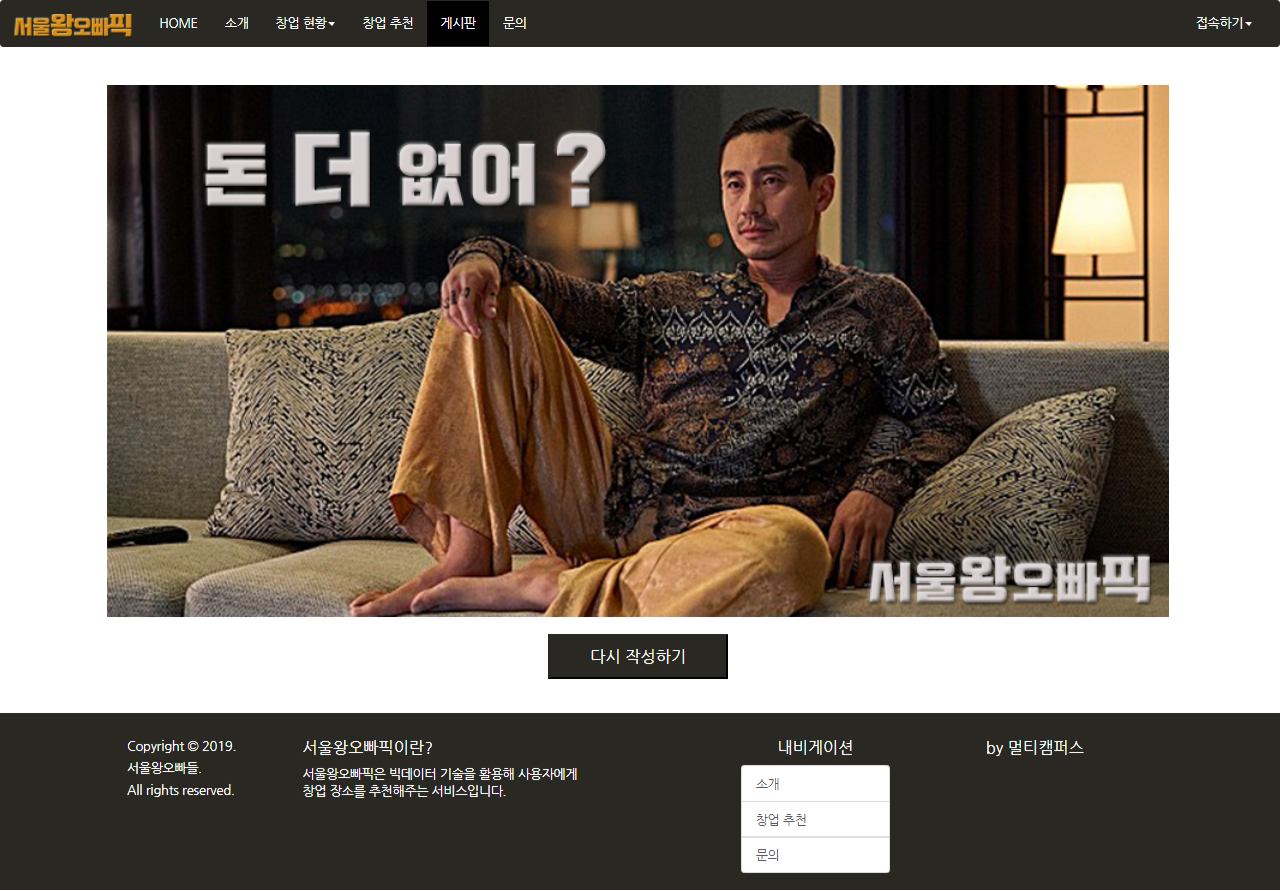 서울왕오빠픽 HOME 소개 창업 현황 창업 추천 게시판 문의 접속하기
돈 더 없어?
서울왕오빠픽
다시 작성하기
Copyright © 2019.
서울왕오빠들.
All rights reserved.
서울왕오빠픽이란?
서울왕오빠픽은 빅데이터 기술을 활용해 사용자에게
창업 장소를 추천해주는 서비스입니다.
내비게이션
소개
창업 추천
문의
by 멀티캠퍼스